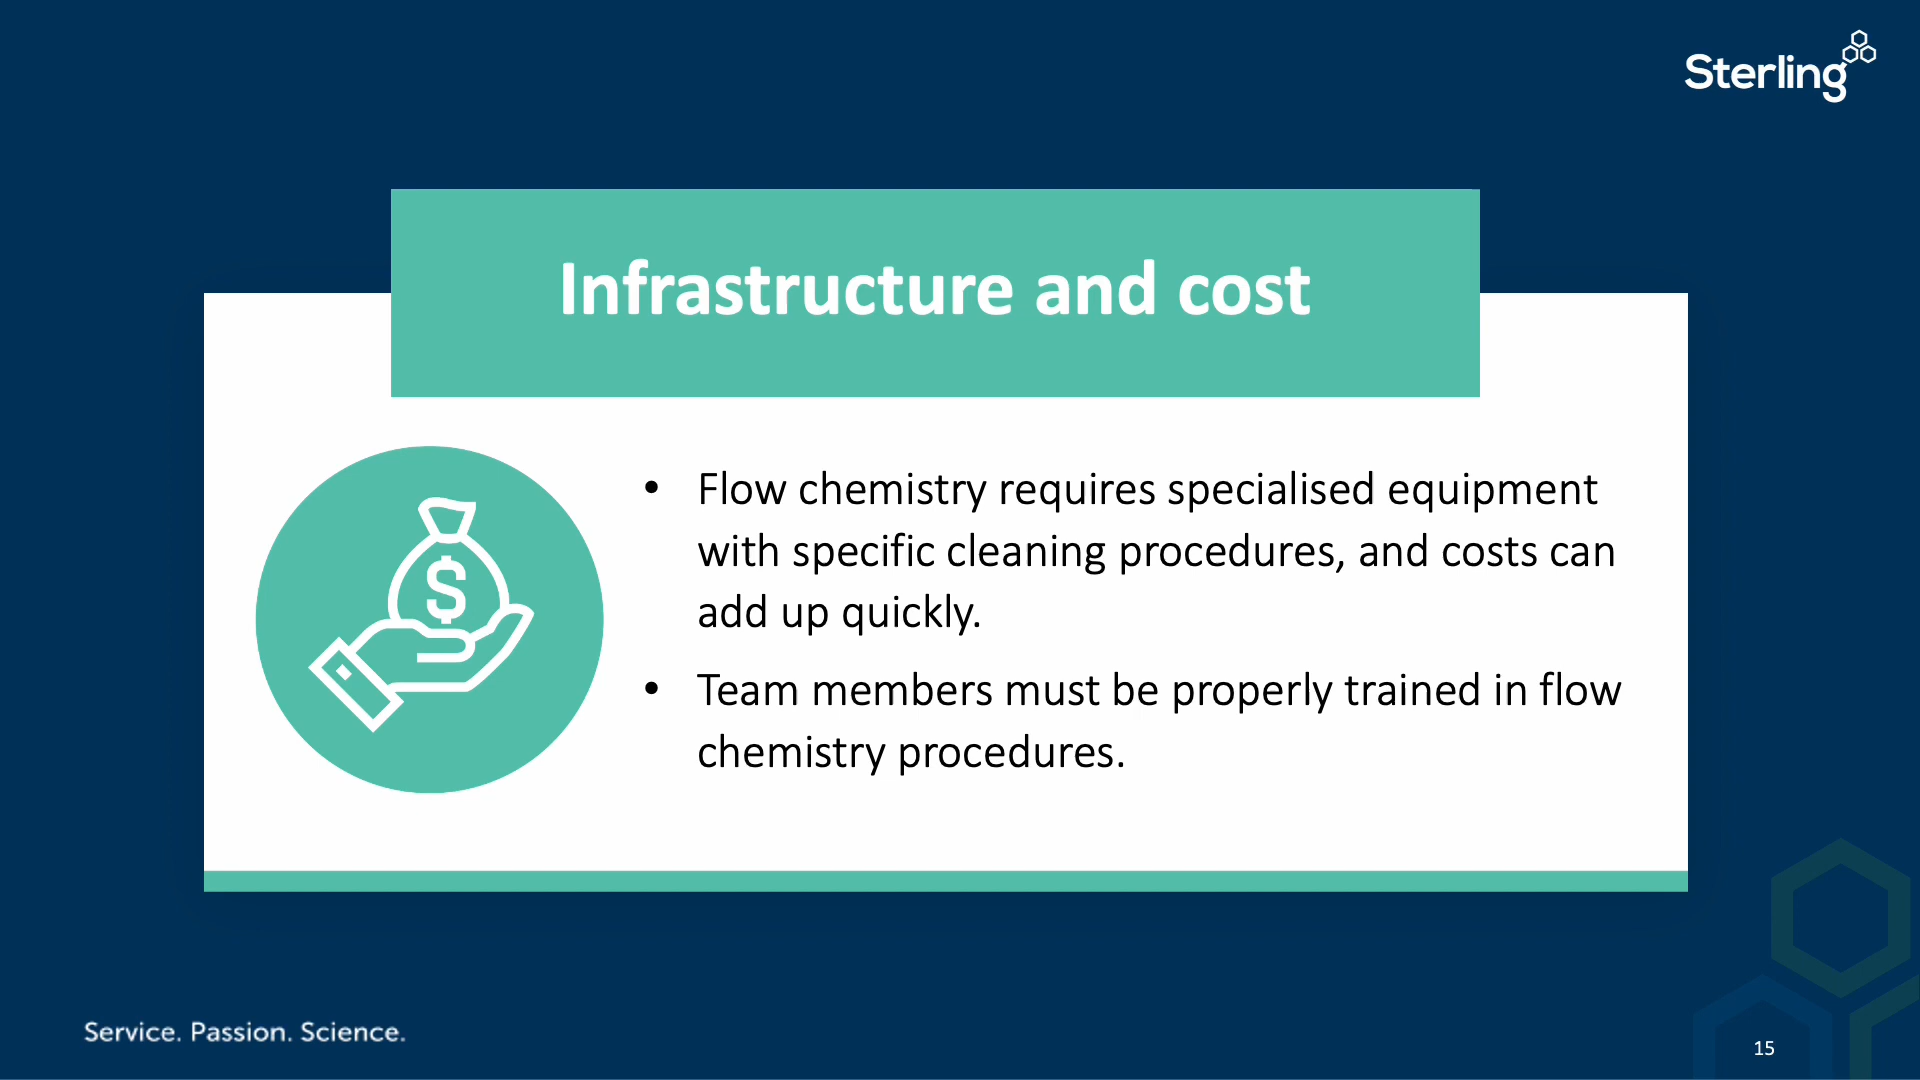 Sterling
Infrastructure and cost
$
• Flow chemistry requires specialised equipment
with specific cleaning procedures, and costs can
add up quickly.
• Team members must be properly trained in flow
chemistry procedures.
Service. Passion. Science.
15